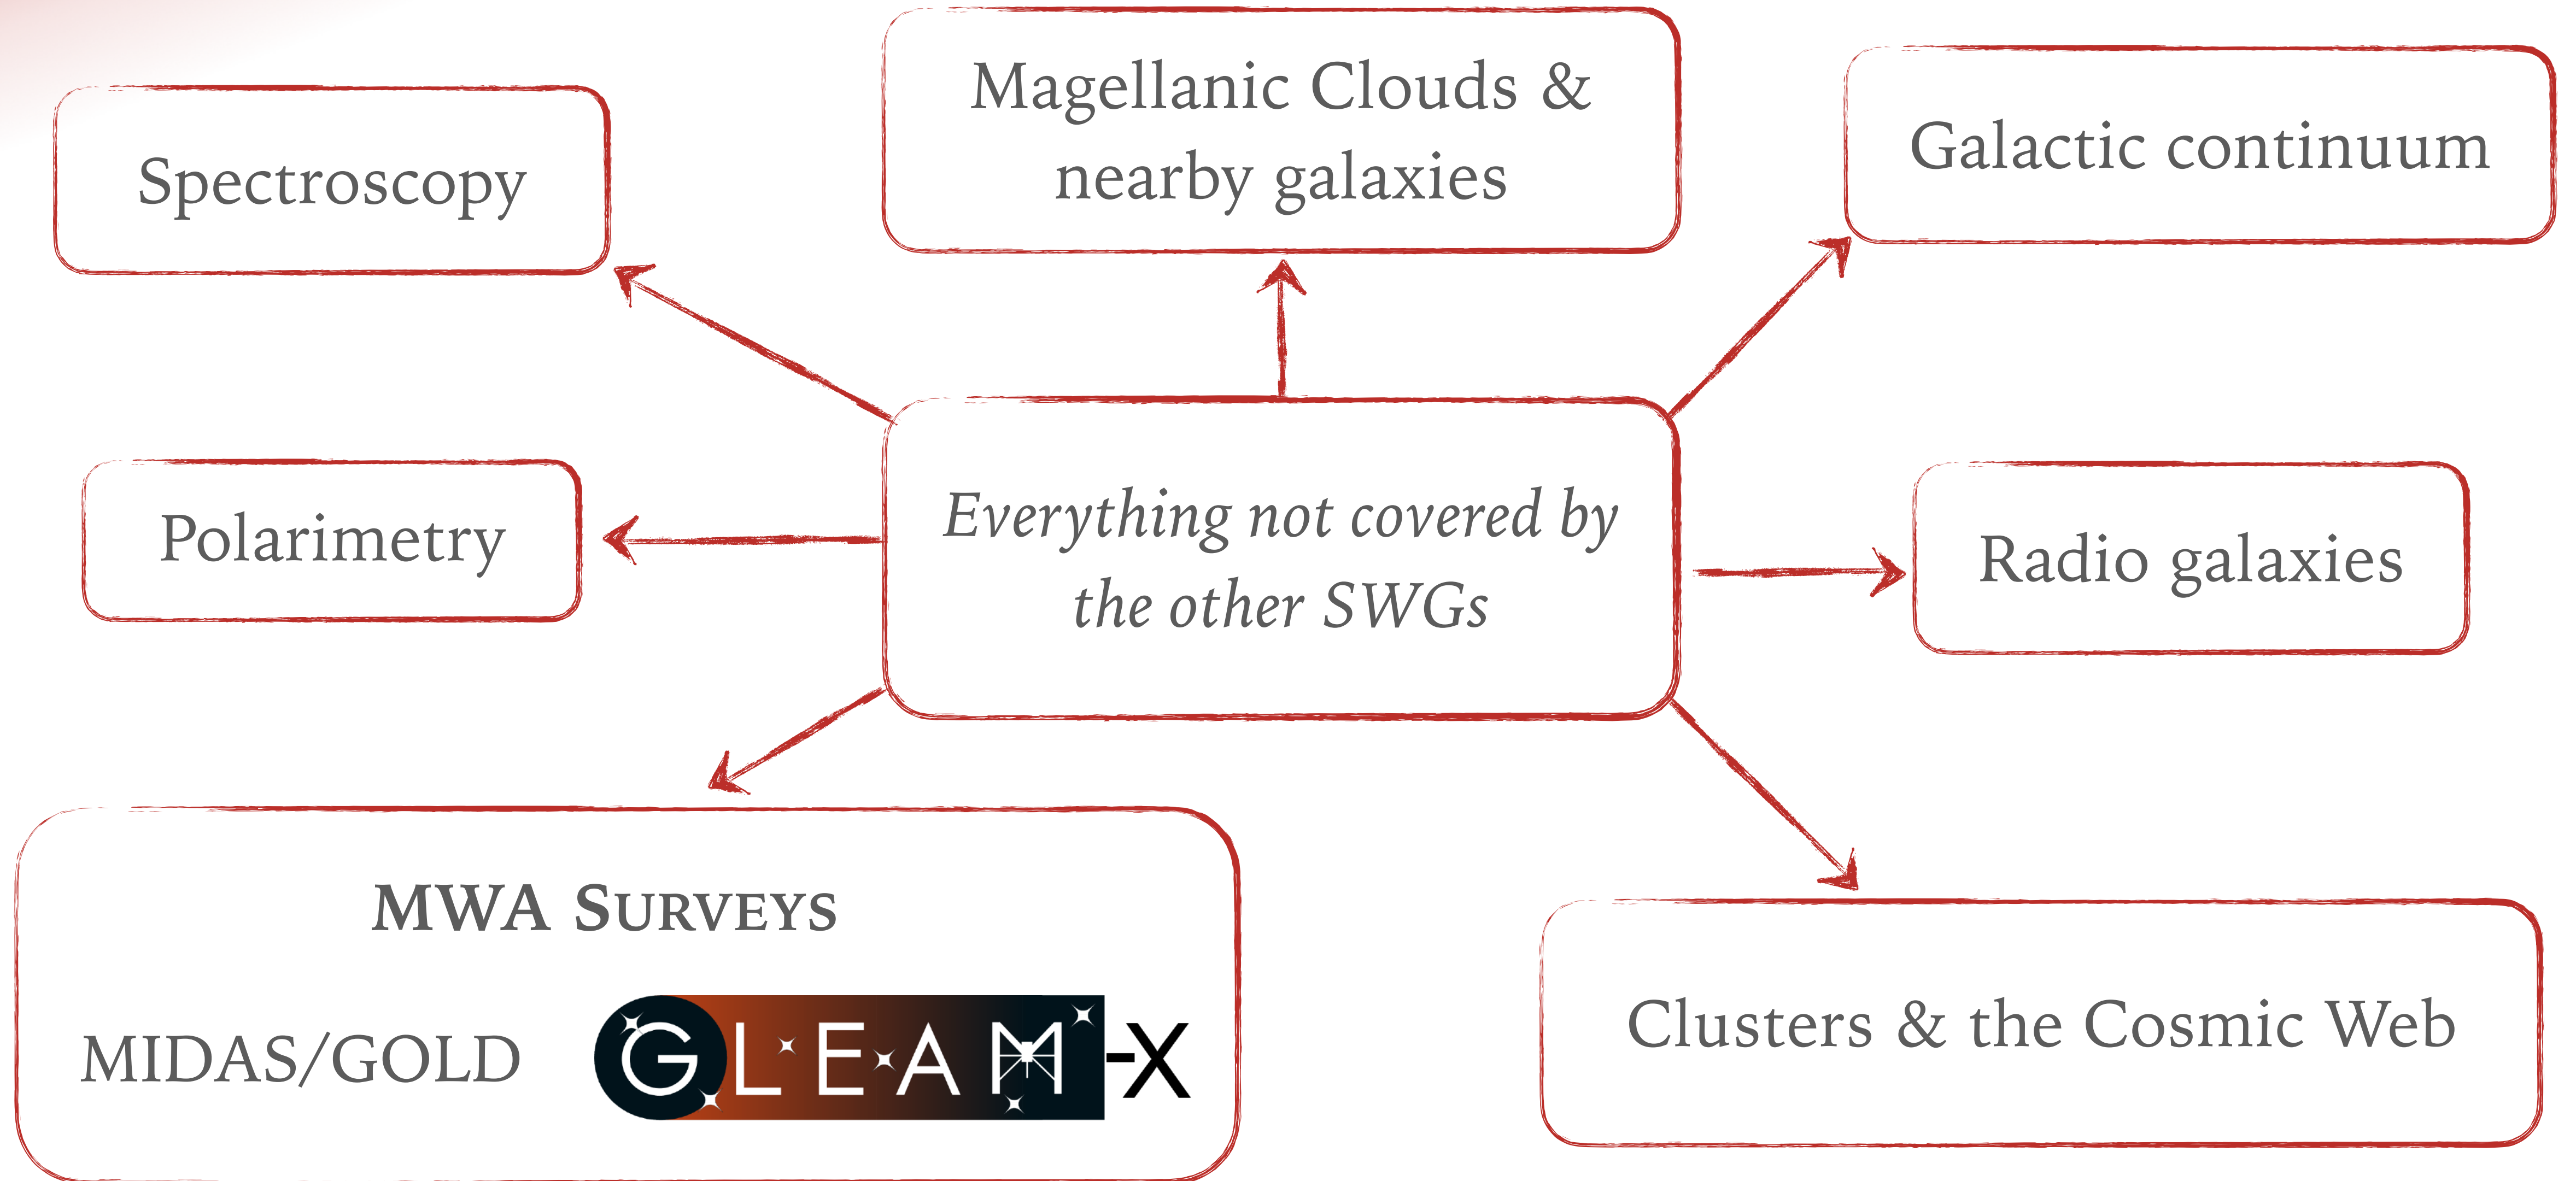 Magellanic Clouds &
nearby galaxies
Spectroscopy
Galactic continuum
Everything not covered by
the other SWGs
Polarimetry
Radio galaxies
MWA SURVEYS
MIDAS/GOLD
GLEAM-X
Clusters & the Cosmic Web